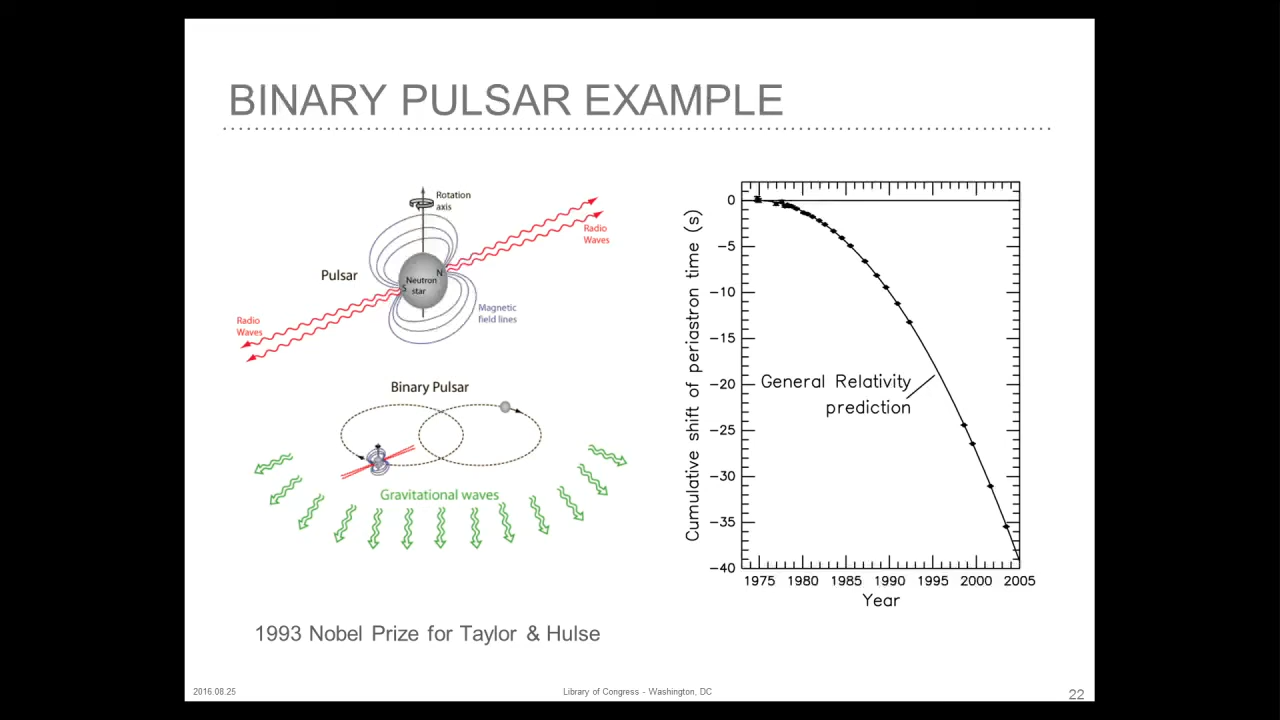 BINARY PULSAR EXAMPLE
Rotation
axis
Radio
Waves
Pulsar
N
Neutron
S
star
Magnetic
field lines
Radio
Waves
Binary Pulsar
Gravitational waves
1993 Nobel Prize for Taylor & Hulse
Cumulative shift of periastron time (s)
0
−5
−10
−15
−20
−25
−30
−35
−40
General Relativity
prediction
1975 1980 1985 1990 1995 2000 2005
Year
2016.08.25
Library of Congress - Washington, DC
22